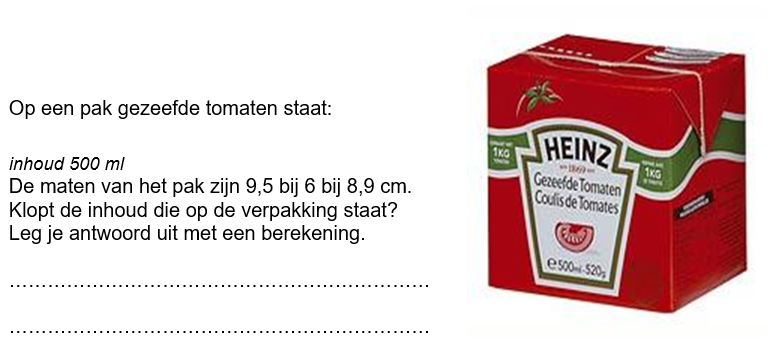 Op een pak gezeefde tomaten staat:
inhoud 500 ml
De maten van het pak zijn 9,5 bij 6 bij 8,9 cm.
Klopt de inhoud die op de verpakking staat?
Leg je antwoord uit met een berekening.
HEINZ
1869
Gezeefde Tomaten
Coulis de Tomates
e 500ml-520g
1KG
1KG